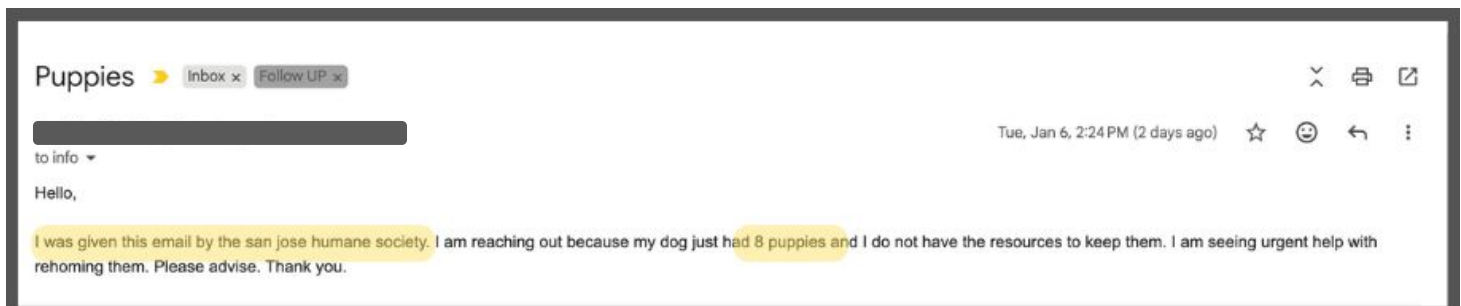 Puppies Inbox x Follow UP x
Tue, Jan 6, 2:24 PM (2 days ago)
to info
Hello,
I was given this email by the san jose humane society. I am reaching out because my dog just had 8 puppies and I do not have the resources to keep them. I am seeing urgent help with
rehoming them. Please advise. Thank you.